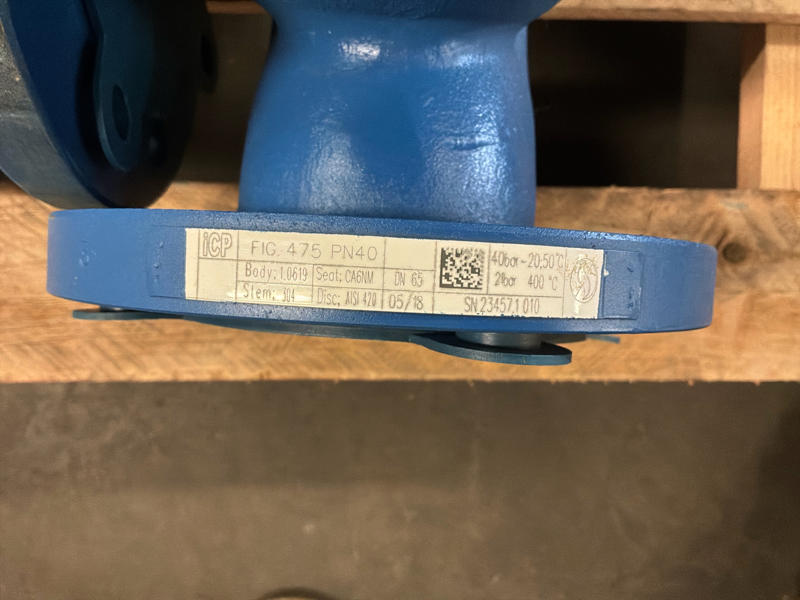 iCP FIG. 475 PN40 40bar -20,50°C
Body: 1.0619 Seat: CA6NM DN 65 21bar 400 °C
Stem: 304 Disc: AISI 420 05/18 SN.234571.010